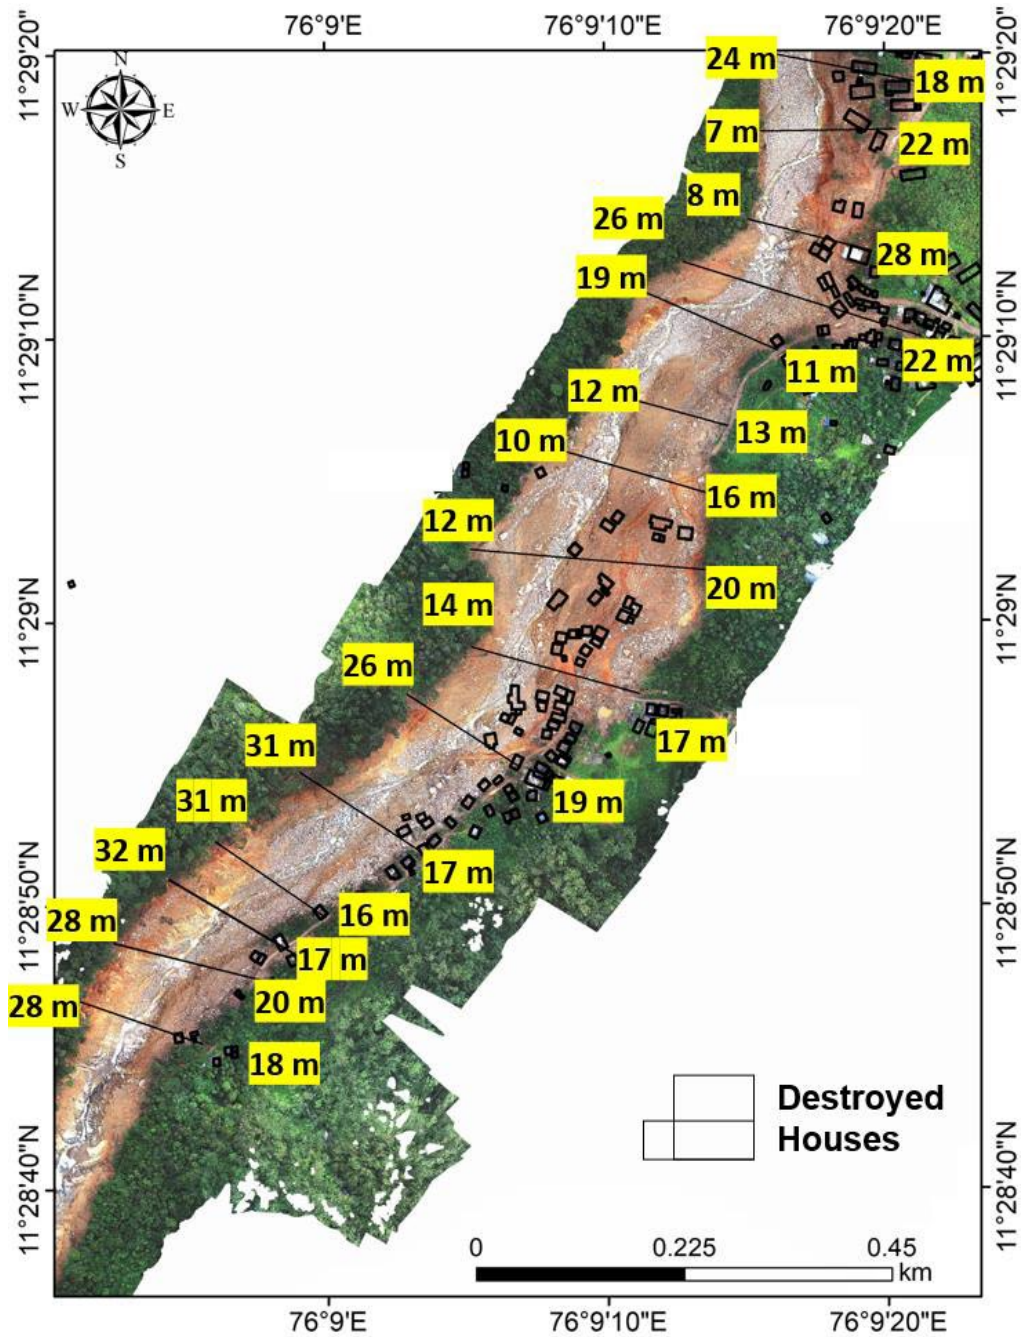 76°9'E
76°9'10"E
76°9'20"E
11°29'20"
11°29'20"
N
W
E
S
24 m
18 m
7 m
22 m
8 m
26 m
28 m
19 m
11°29'10"N
11°29'10"N
22 m
11 m
12 m
13 m
10 m
16 m
12 m
20 m
14 m
11°29'N
11°29'N
26 m
17 m
31 m
19 m
31 m
17 m
32 m
16 m
11°28'50"N
11°28'50"N
28 m
17 m
20 m
28 m
18 m
Destroyed
Houses
11°28'40"N
11°28'40"N
0
0.225
0.45
km
76°9'E
76°9'10"E
76°9'20"E